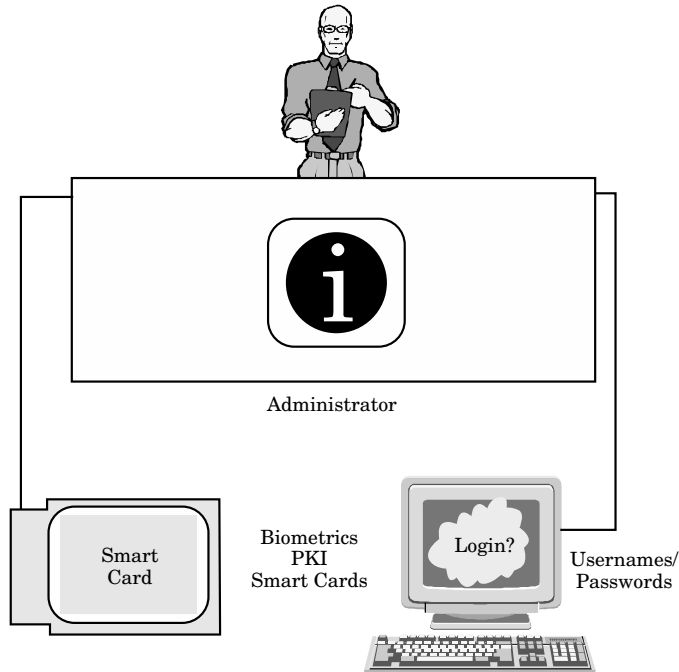 i
Administrator
Smart
Card
Biometrics
PKI
Smart Cards
Login?
Usernames/
Passwords